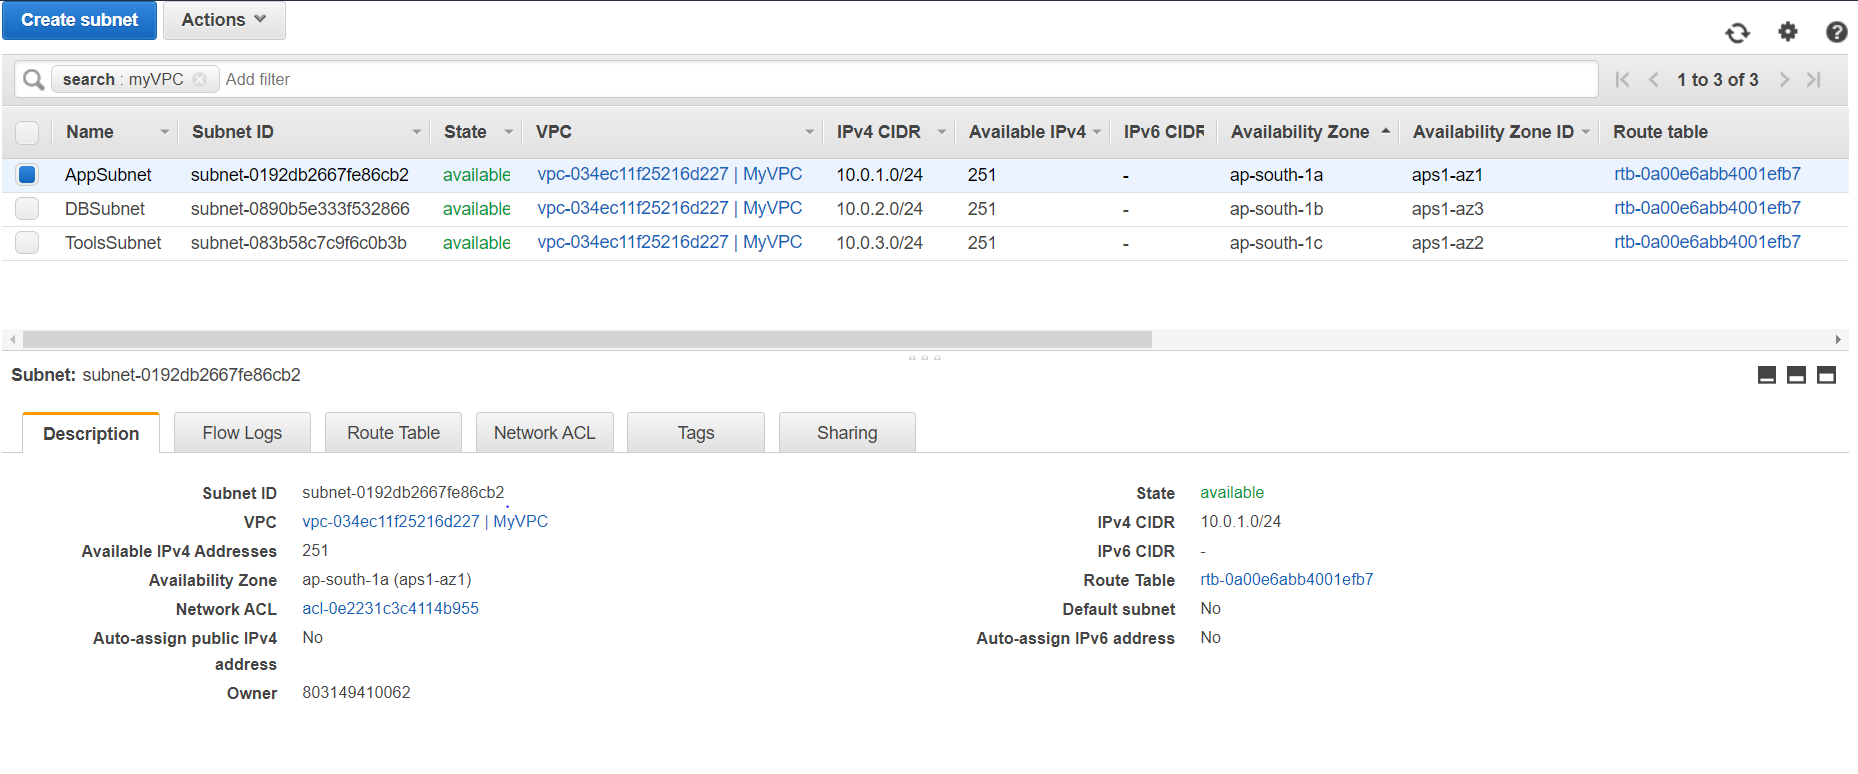 Create subnet Actions
search : myVPC Add filter 1 to 3 of 3
Name Subnet ID State VPC IPv4 CIDR Available IPv4 IPv6 CIDR Availability Zone Availability Zone ID Route table
AppSubnet subnet-0192db2667fe86cb2 available vpc-034ec11f25216d227 | MyVPC 10.0.1.0/24 251 - ap-south-1a aps1-az1 rtb-0a00e6abb4001efb7
DBSubnet subnet-0890b5e333f532866 available vpc-034ec11f25216d227 | MyVPC 10.0.2.0/24 251 - ap-south-1b aps1-az3 rtb-0a00e6abb4001efb7
ToolsSubnet subnet-083b58c7c9f6c0b3b available vpc-034ec11f25216d227 | MyVPC 10.0.3.0/24 251 - ap-south-1c aps1-az2 rtb-0a00e6abb4001efb7
Subnet: subnet-0192db2667fe86cb2
Description Flow Logs Route Table Network ACL Tags Sharing
Subnet ID subnet-0192db2667fe86cb2 State available
VPC vpc-034ec11f25216d227 | MyVPC IPv4 CIDR 10.0.1.0/24
Available IPv4 Addresses 251 IPv6 CIDR -
Availability Zone ap-south-1a (aps1-az1) Route Table rtb-0a00e6abb4001efb7
Network ACL acl-0e2231c3c4114b955 Default subnet No
Auto-assign public IPv4 No Auto-assign IPv6 address No
address
Owner 803149410062